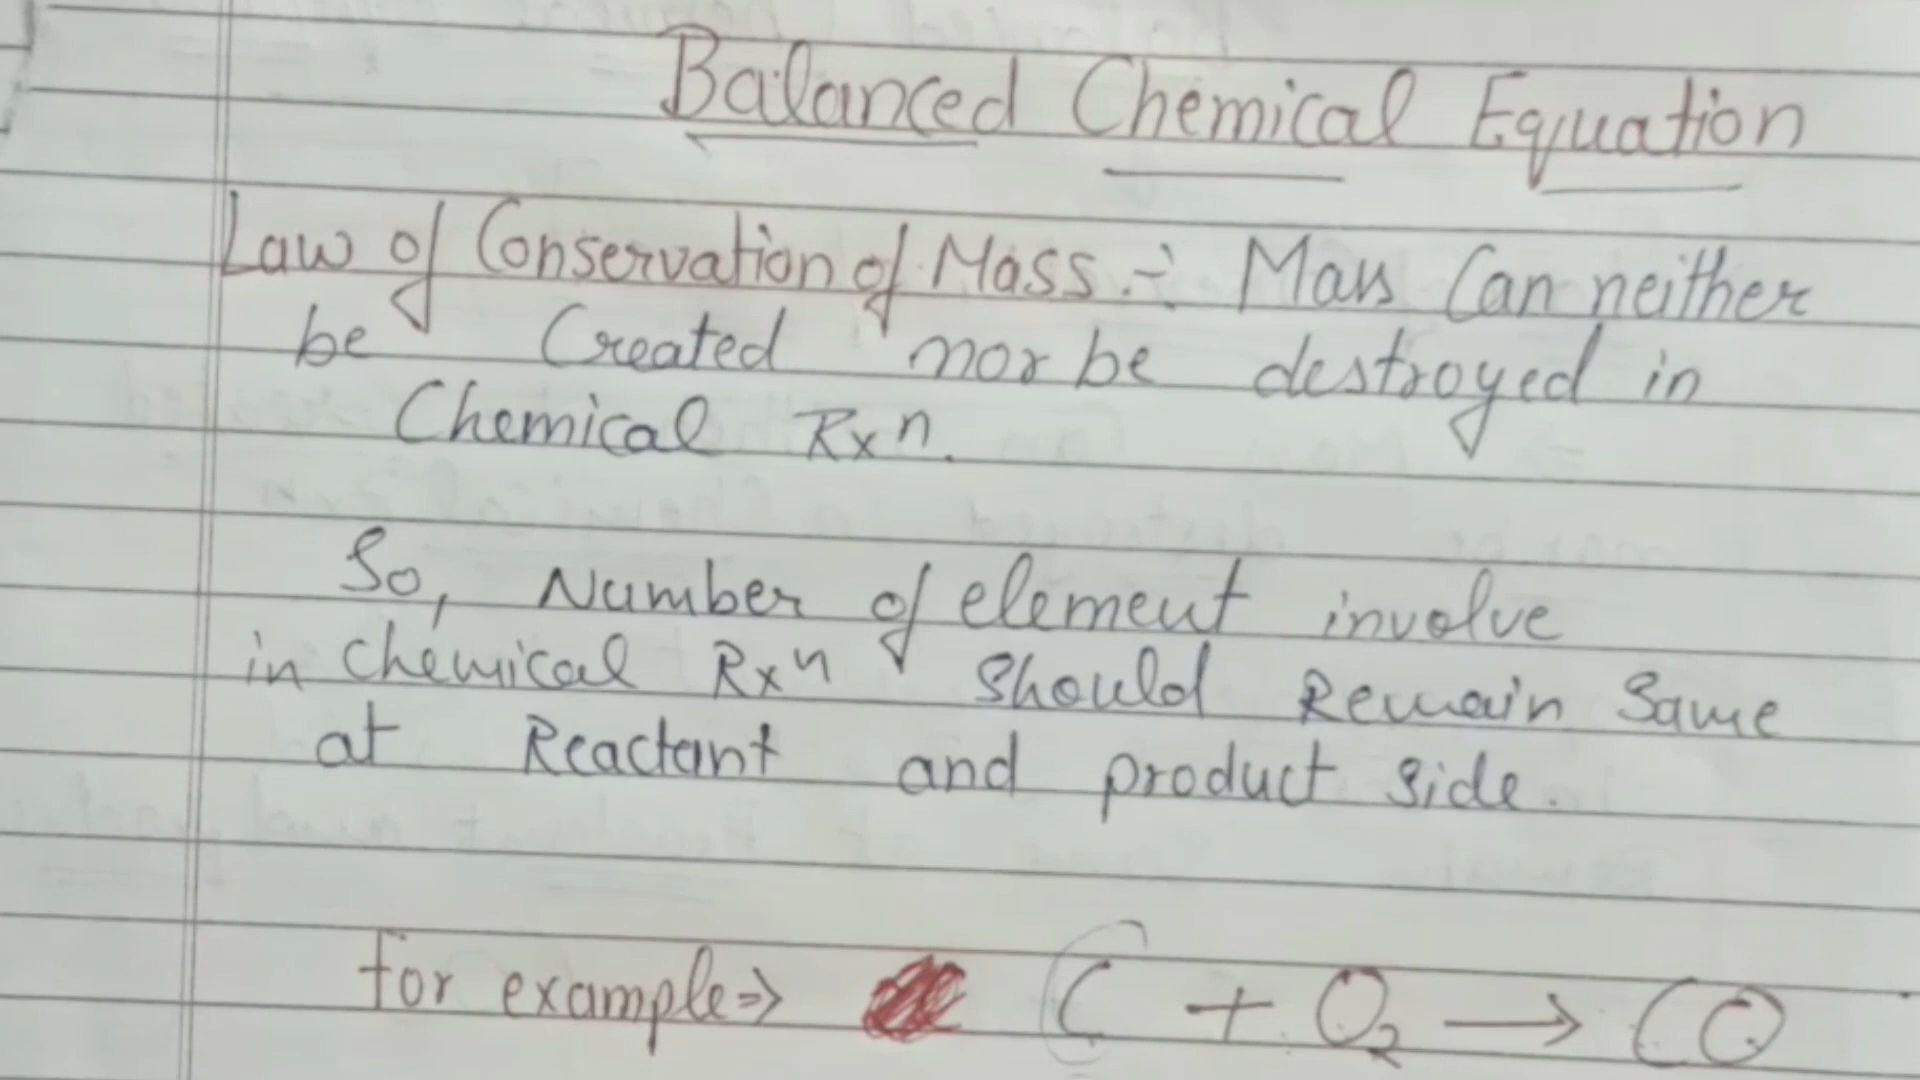 Balanced Chemical Equation
Law of Conservation of Mass :- Mass Can neither
be Created nor be destroyed in
Chemical Rxⁿ.
So, Number of element involve
in chemical Rxⁿ should Remain Same
at Reactant and product side.
for example => C + O₂ → CO